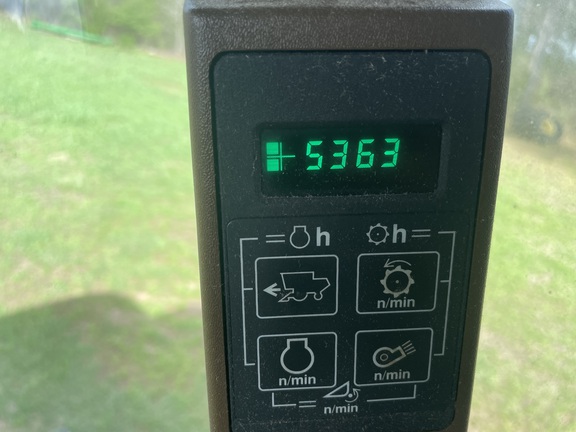 5363
= h h =
n/min
n/min n/min
= n/min